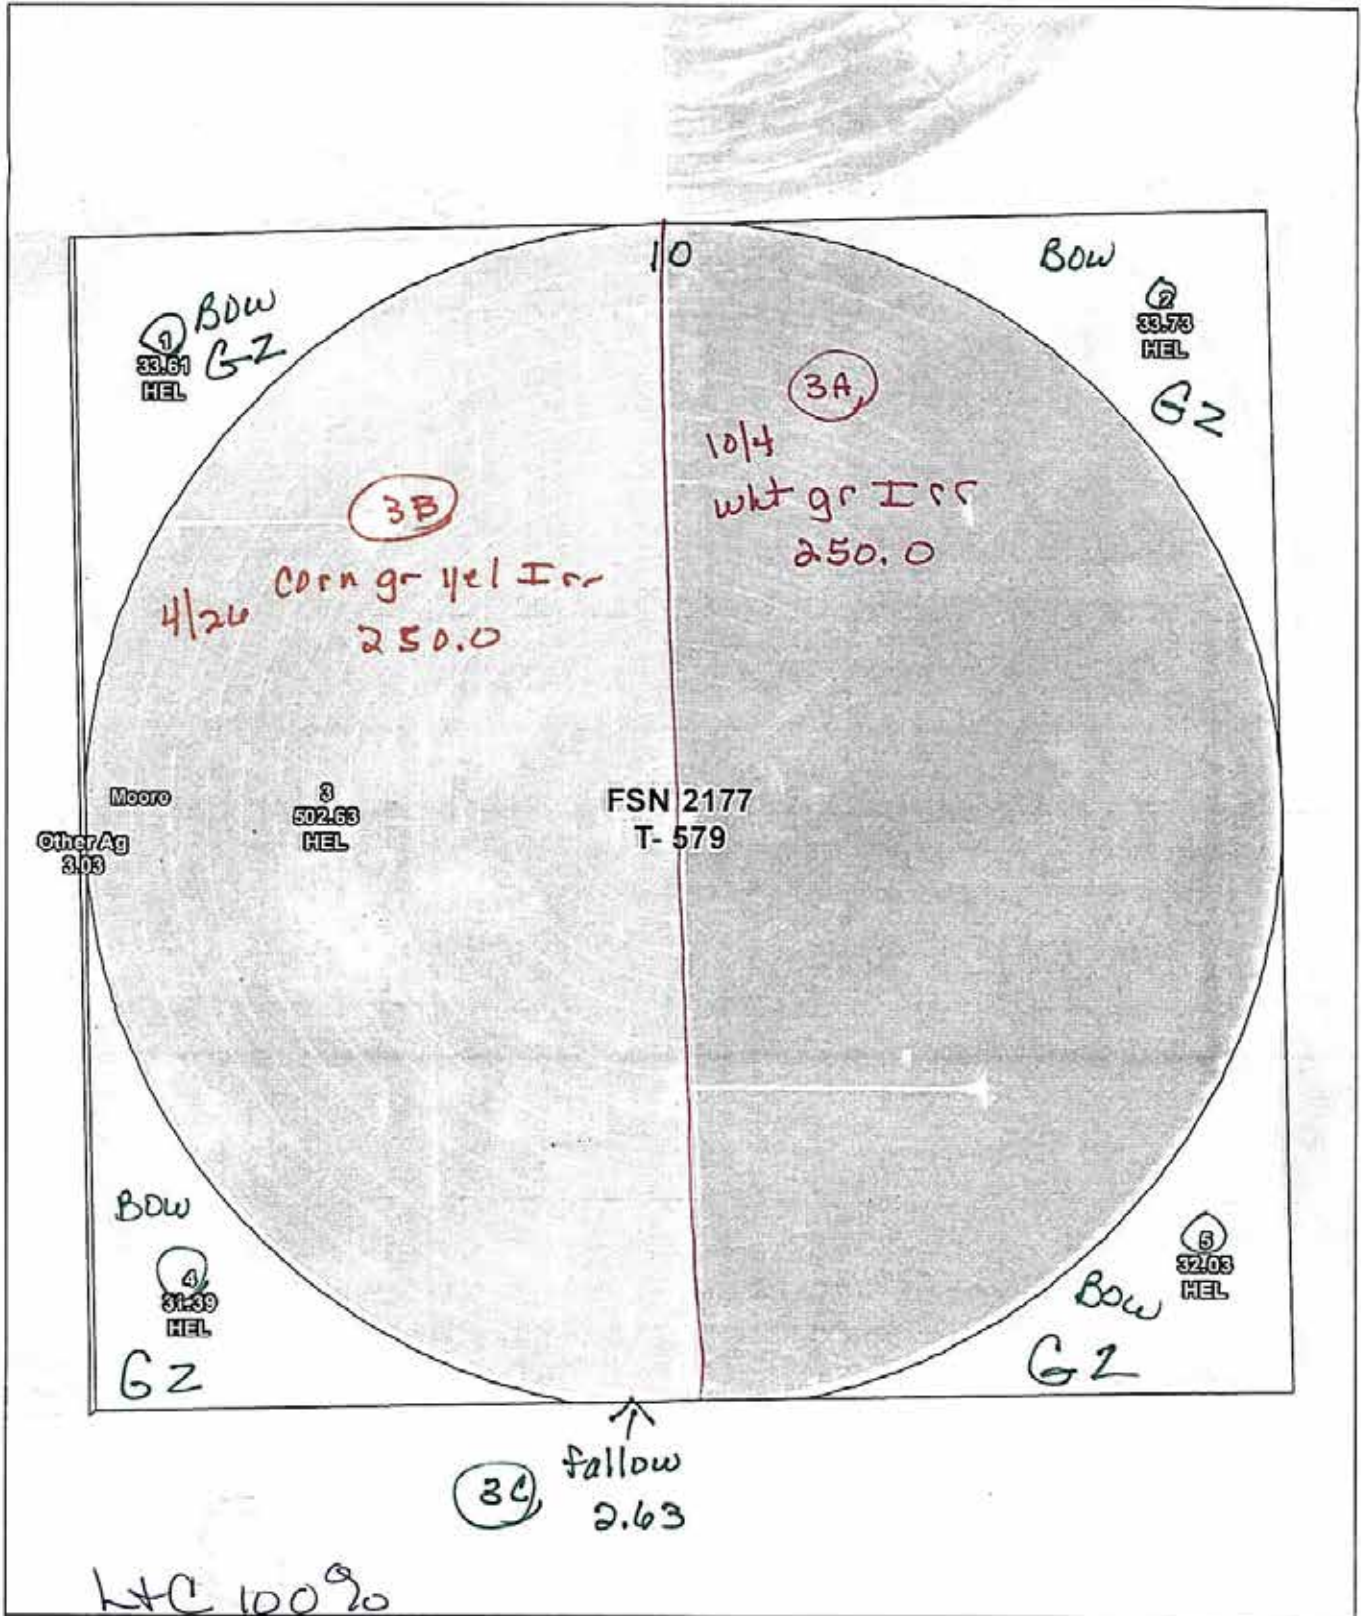 10
BOW
1
33.61
HEL
GZ
BOW
2
33.73
HEL
GZ
3A
10/4
wht gr Irr
250.0
3B
4/26
corn gr yel Irr
250.0
Moore
3
502.63
HEL
Other Ag
3.03
FSN 2177
T- 579
BOW
4
31.39
HEL
GZ
5
32.03
HEL
BOW
GZ
3C
fallow
2.63
100%